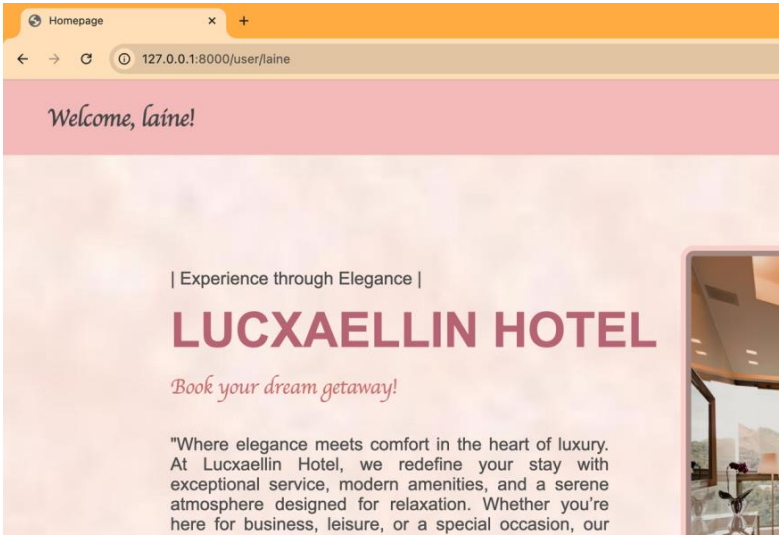 Homepage
127.0.0.1:8000/user/laine
Welcome, laine!
| Experience through Elegance |
LUCXAELLIN HOTEL
Book your dream getaway!
"Where elegance meets comfort in the heart of luxury.
At Lucxaellin Hotel, we redefine your stay with
exceptional service, modern amenities, and a serene
atmosphere designed for relaxation. Whether you're
here for business, leisure, or a special occasion, our